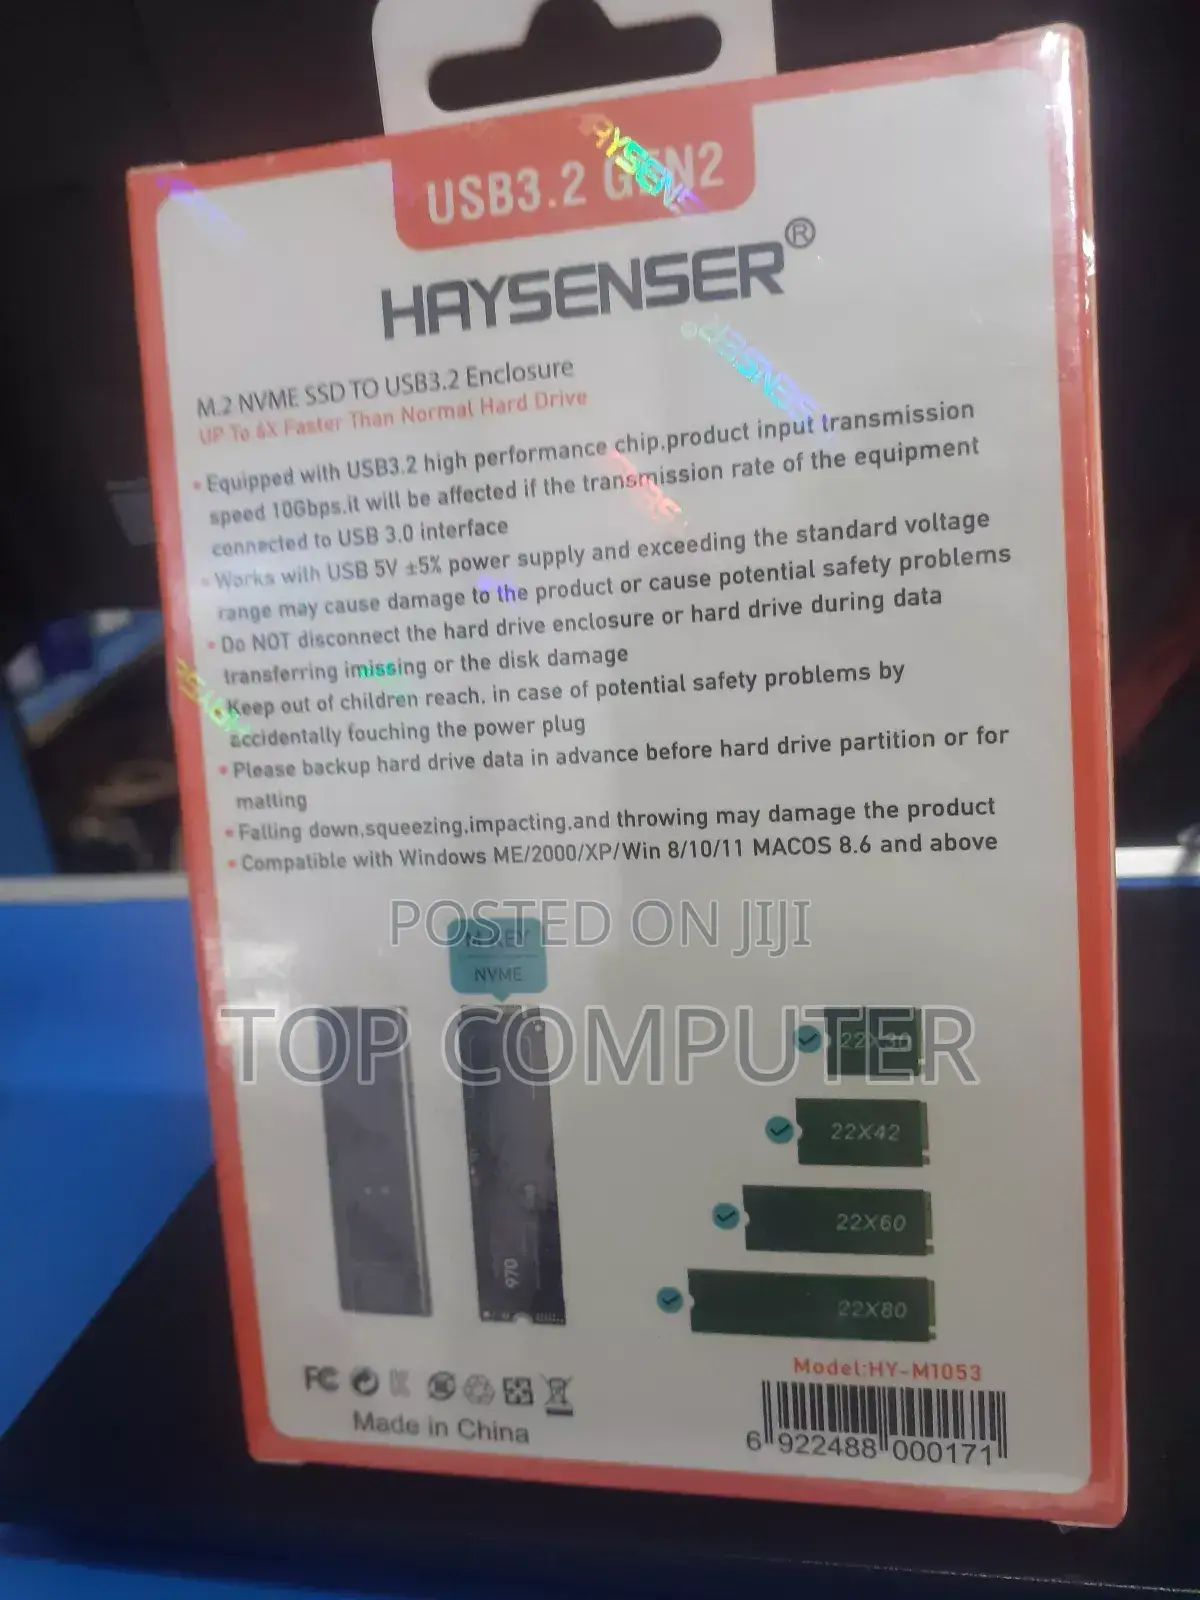 USB3.2 GEN2
HAYSENSER®
M.2 NVME SSD TO USB3.2 Enclosure
UP To 6X Faster Than Normal Hard Drive
• Equipped with USB3.2 high performance chip.product input transmission
speed 10Gbps.it will be affected if the transmission rate of the equipment
connected to USB 3.0 interface
• Works with USB 5V ±5% power supply and exceeding the standard voltage
range may cause damage to the product or cause potential safety problems
• Do NOT disconnect the hard drive enclosure or hard drive during data
transferring imissing or the disk damage
• Keep out of children reach, in case of potential safety problems by
accidentally fouching the power plug
• Please backup hard drive data in advance before hard drive partition or for
matling
• Falling down,squeezing,impacting,and throwing may damage the product
• Compatible with Windows ME/2000/XP/Win 8/10/11 MACOS 8.6 and above
POSTED ON JIJI
M.KEY
NVME
TOP COMPUTER
22X30
22X42
22X60
22X80
970
Model:HY-M1053
FC
Made in China
6 922488 000171